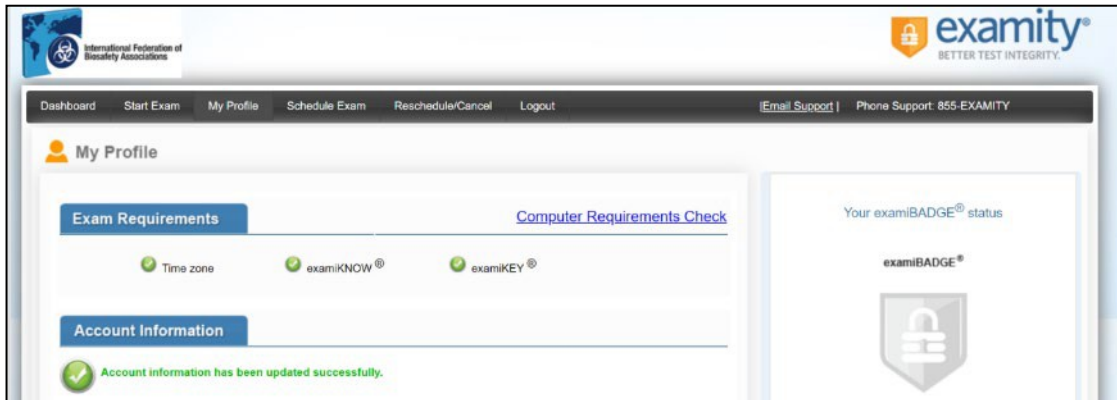 International Federation of
Biosafety Associations
examity®
BETTER TEST INTEGRITY.
Dashboard Start Exam My Profile Schedule Exam Reschedule/Cancel Logout |Email Support | Phone Support: 855-EXAMITY
My Profile
Exam Requirements Computer Requirements Check
Time zone examiKNOW ® examiKEY ®
Account Information
Account information has been updated successfully.
Your examiBADGE® status
examiBADGE®